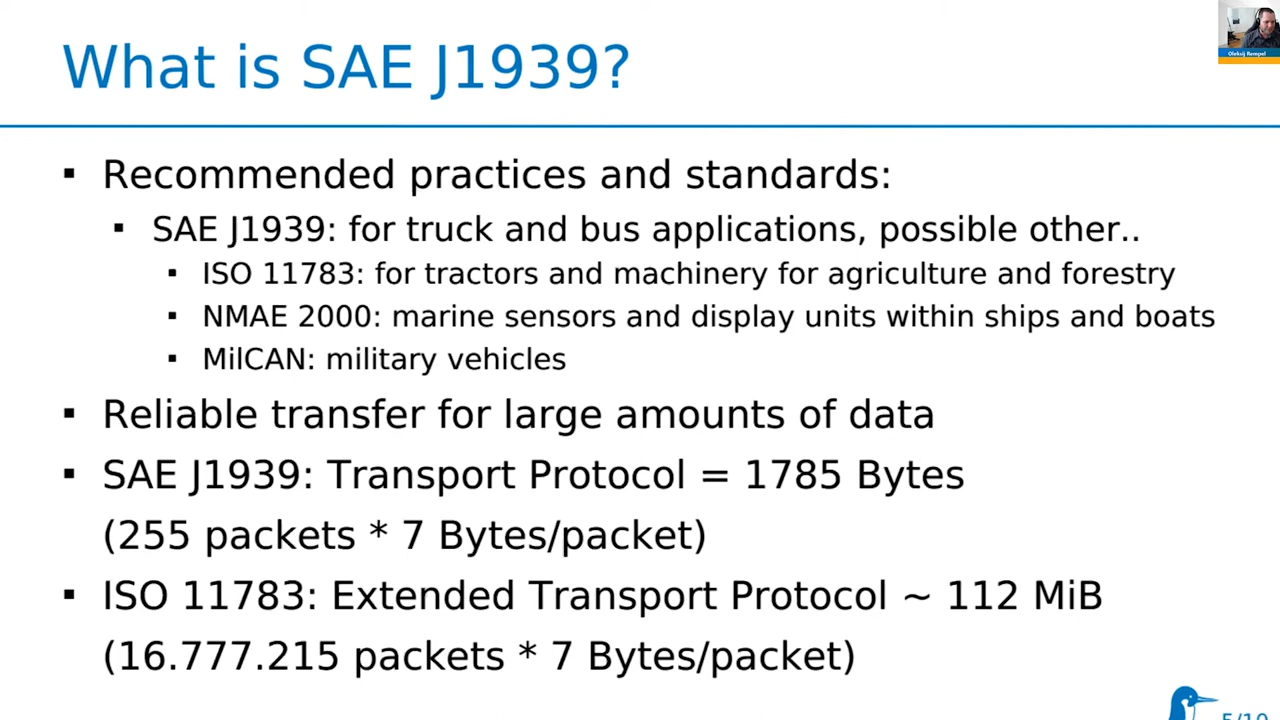 What is SAE J1939?
Oleksij Rempel
▪ Recommended practices and standards:
▪ SAE J1939: for truck and bus applications, possible other..
▪ ISO 11783: for tractors and machinery for agriculture and forestry
▪ NMAE 2000: marine sensors and display units within ships and boats
▪ MilCAN: military vehicles
▪ Reliable transfer for large amounts of data
▪ SAE J1939: Transport Protocol = 1785 Bytes
(255 packets * 7 Bytes/packet)
▪ ISO 11783: Extended Transport Protocol ~ 112 MiB
(16.777.215 packets * 7 Bytes/packet)